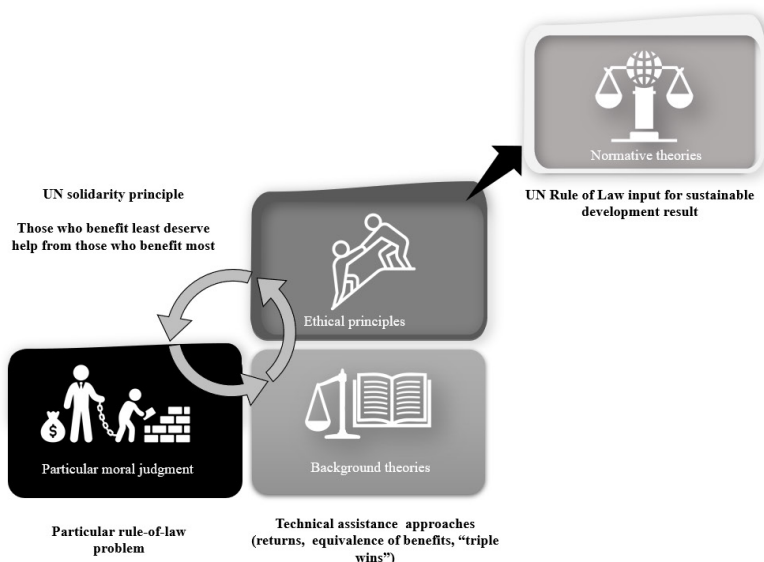 Normative theories
UN Rule of Law input for sustainable
development result
UN solidarity principle
Those who benefit least deserve
help from those who benefit most
Ethical principles
$
Particular moral judgment
Background theories
Particular rule-of-law
problem
Technical assistance approaches
(returns, equivalence of benefits, “triple
wins”)